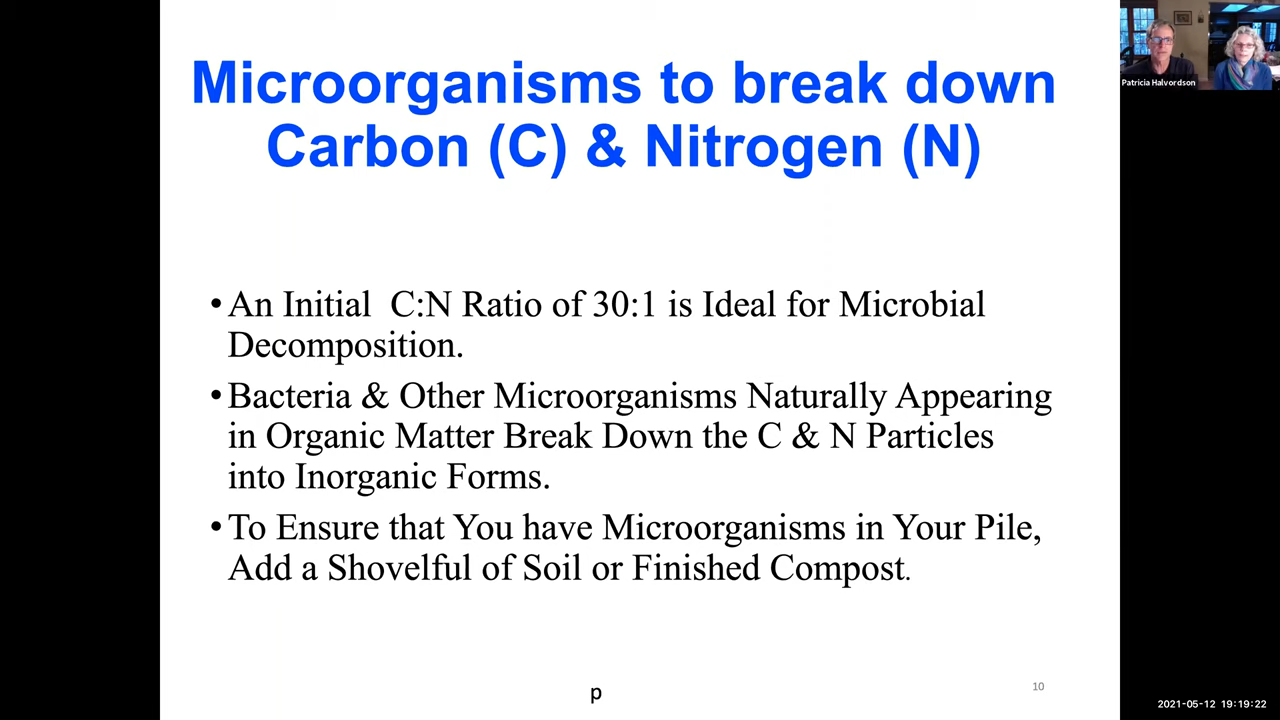 Microorganisms to break down
Carbon (C) & Nitrogen (N)
• An Initial  C:N Ratio of 30:1 is Ideal for Microbial
Decomposition.
• Bacteria & Other Microorganisms Naturally Appearing
in Organic Matter Break Down the C & N Particles
into Inorganic Forms.
• To Ensure that You have Microorganisms in Your Pile,
Add a Shovelful of Soil or Finished Compost.
p
10
Patricia Halvordson
2021-05-12 19:19:22